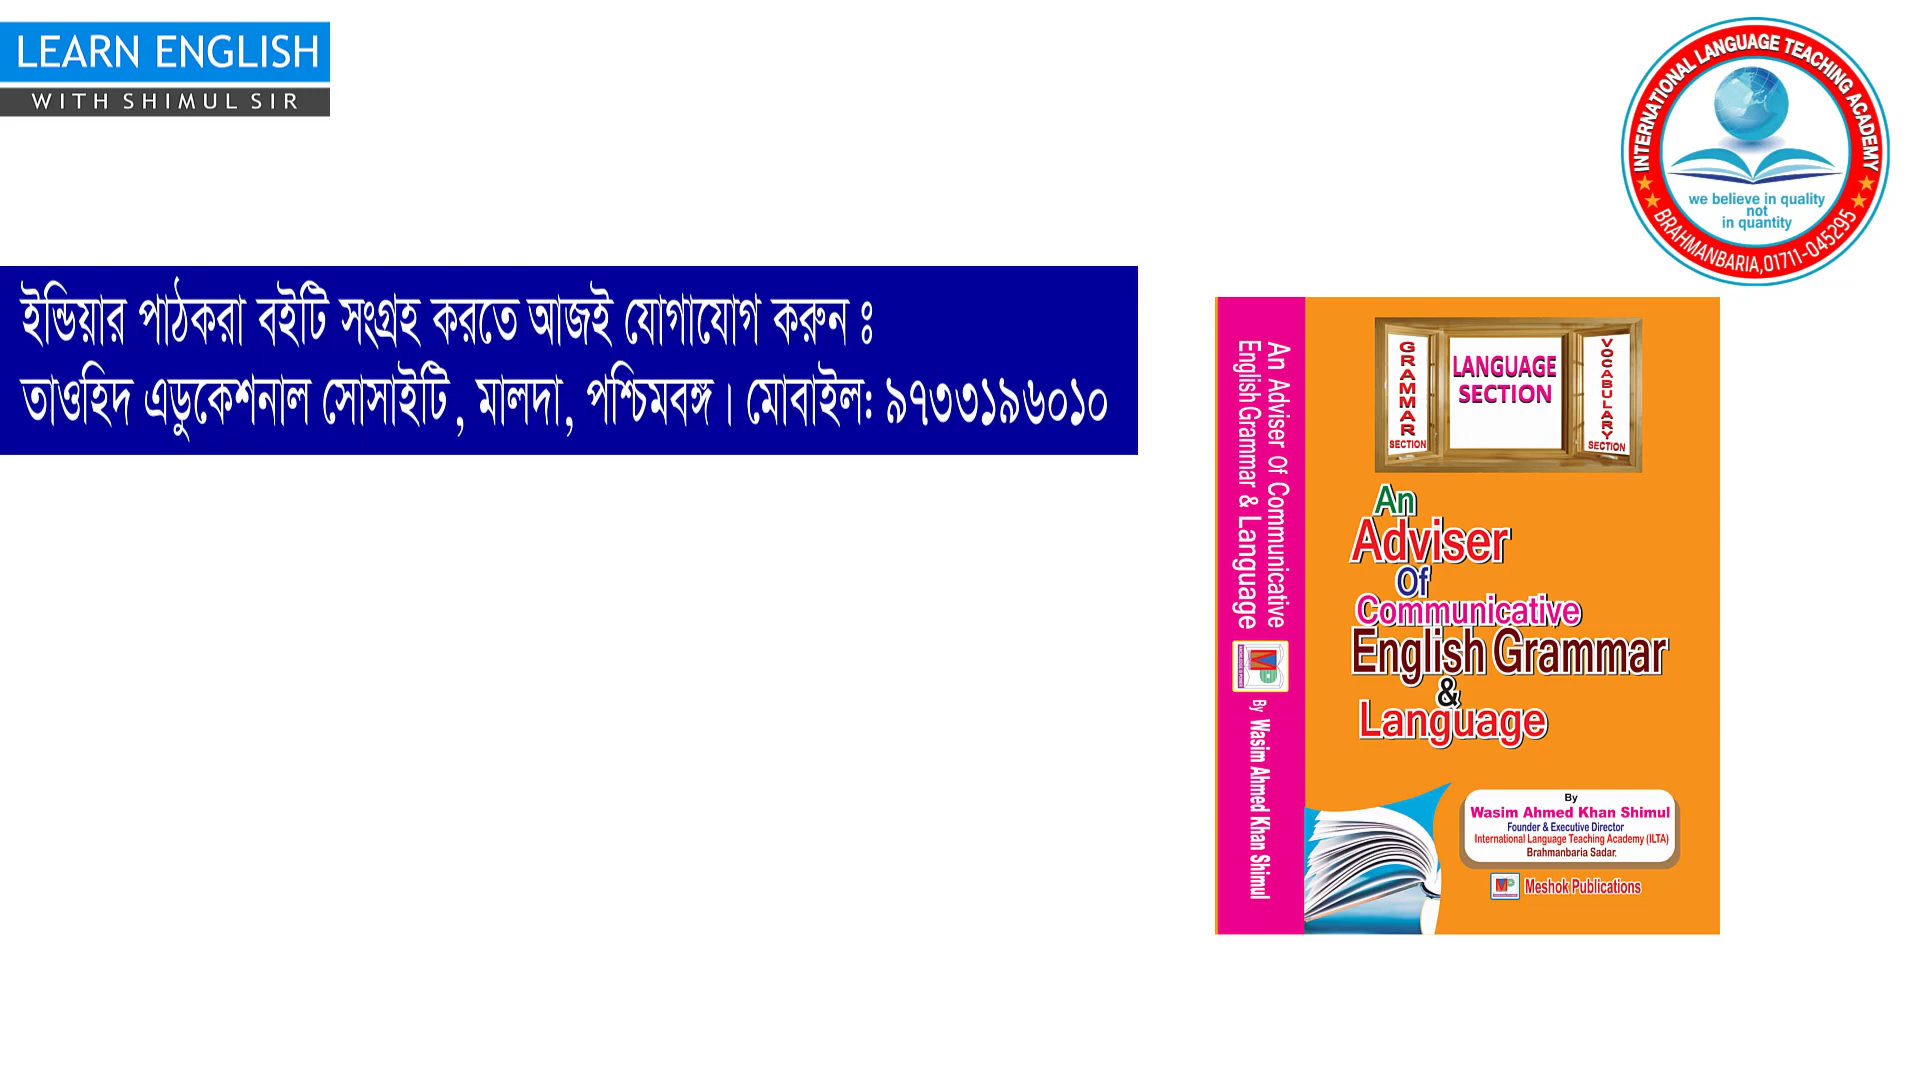 LEARN ENGLISH
WITH SHIMUL SIR
INTERNATIONAL LANGUAGE TEACHING ACADEMY
we believe in quality
not
in quantity
BRAHMANBARIA,01711-045295
ইন্ডিয়ার পাঠকরা বইটি সংগ্রহ করতে আজই যোগাযোগ করুন ঃ
তাওহিদ এডুকেশনাল সোসাইটি, মালদা, পশ্চিমবঙ্গ। মোবাইল: ৯৭৩৩১৯৬০১০
An Adviser Of Communicative
English Grammar & Language
By Wasim Ahmed Khan Shimul
GRAMMAR
SECTION
LANGUAGE
SECTION
VOCABULARY
SECTION
An
Adviser
Of
Communicative
English Grammar
&
Language
By
Wasim Ahmed Khan Shimul
Founder & Executive Director
International Language Teaching Academy (ILTA)
Brahmanbaria Sadar.
MP
Meshok Publications